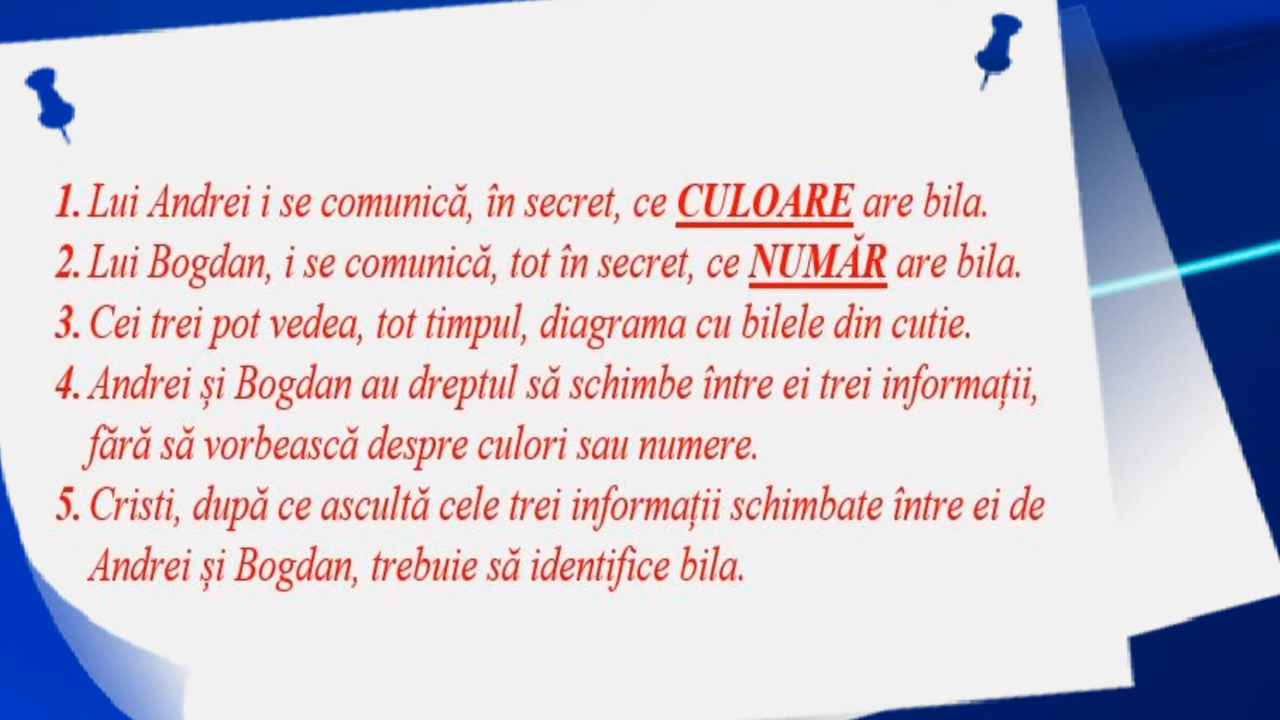 1. Lui Andrei i se comunică, în secret, ce CULOARE are bila.
2. Lui Bogdan, i se comunică, tot în secret, ce NUMĂR are bila.
3. Cei trei pot vedea, tot timpul, diagrama cu bilele din cutie.
4. Andrei și Bogdan au dreptul să schimbe între ei trei informații,
fără să vorbească despre culori sau numere.
5. Cristi, după ce ascultă cele trei informații schimbate între ei de
Andrei și Bogdan, trebuie să identifice bila.